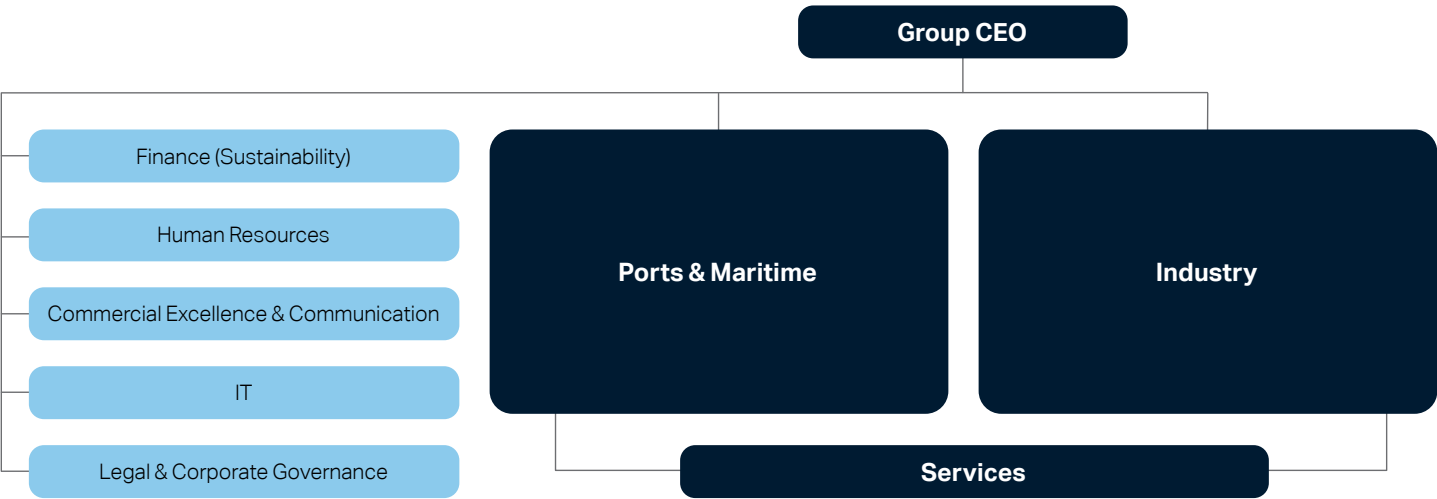 Group CEO
Finance (Sustainability)
Human Resources
Commercial Excellence & Communication
IT
Legal & Corporate Governance
Ports & Maritime
Industry
Services